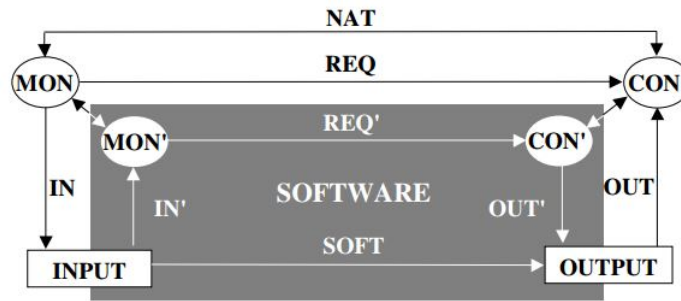 NAT
REQ
MON
CON
REQ'
MON'
CON'
IN
IN'
SOFTWARE
OUT'
OUT
SOFT
INPUT
OUTPUT